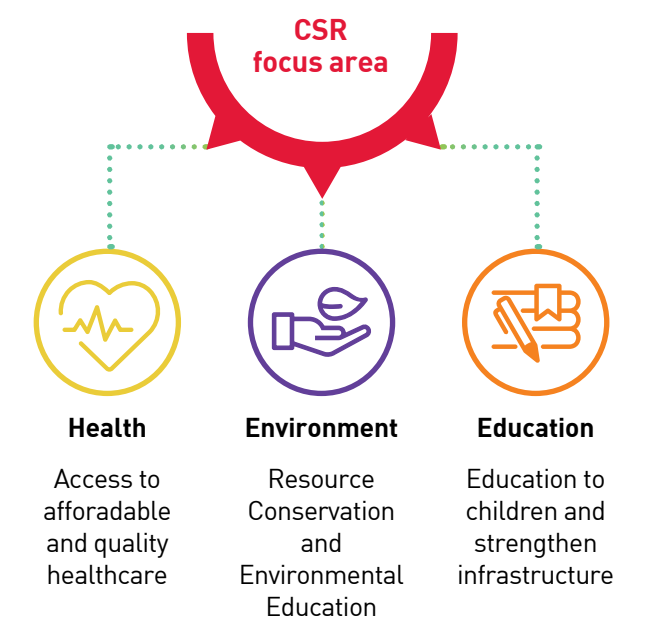 CSR
focus area
Health
Access to
afforadable
and quality
healthcare
Environment
Resource
Conservation
and
Environmental
Education
Education
Education to
children and
strengthen
infrastructure